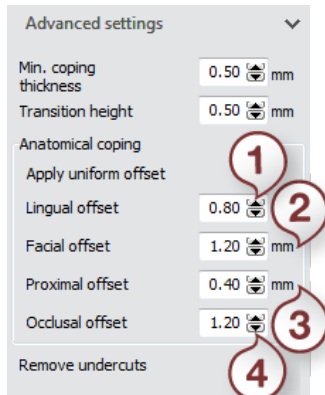 Advanced settings
Min. coping
thickness
0.50 mm
Transition height 0.50 mm
Anatomical coping
1
Apply uniform offset
Lingual offset 0.80
2
Facial offset 1.20 mm
Proximal offset 0.40 mm
3
Occlusal offset 1.20
4
Remove undercuts